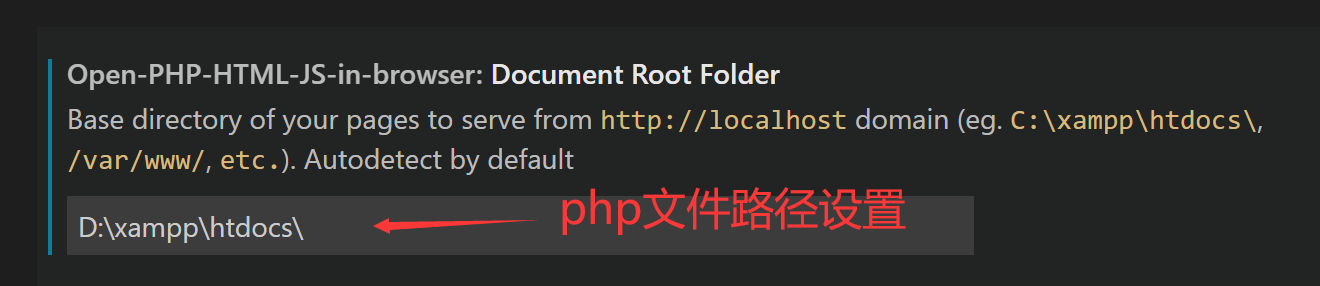 Open-PHP-HTML-JS-in-browser: Document Root Folder
Base directory of your pages to serve from http://localhost domain (eg. C:\xampp\htdocs\,
/var/www/, etc.). Autodetect by default
D:\xampp\htdocs\
php文件路径设置